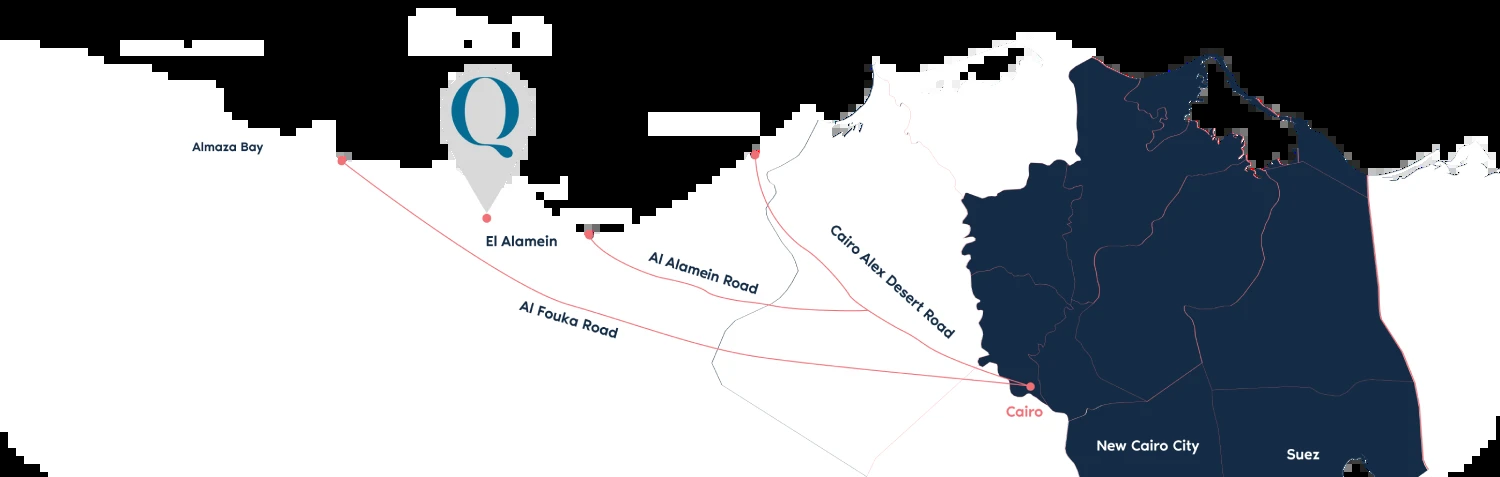 Q
Almaza Bay
El Alamein
Al Alamein Road
Cairo Alex Desert Road
Al Fouka Road
Cairo
New Cairo City
Suez